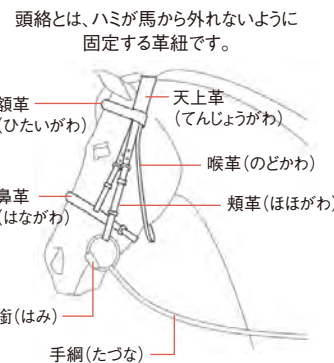 頭絡とは、ハミが馬から外れないように
固定する革紐です。
額革
(ひたいがわ)
天上革
(てんじょうがわ)
喉革(のどかわ)
鼻革
(はながわ)
頬革(ほほがわ)
銜(はみ)
手綱(たづな)